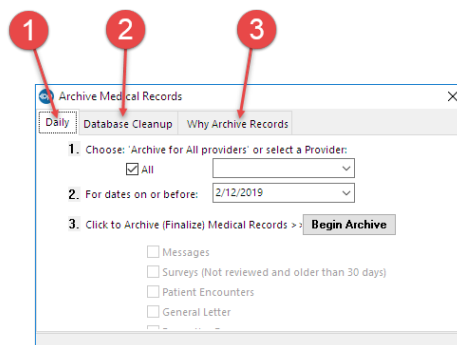 1 2 3
Archive Medical Records
Daily Database Cleanup Why Archive Records
1. Choose: 'Archive for All providers' or select a Provider:
All
2. For dates on or before: 2/12/2019
3. Click to Archive (Finalize) Medical Records >> Begin Archive
Messages
Surveys (Not reviewed and older than 30 days)
Patient Encounters
General Letter